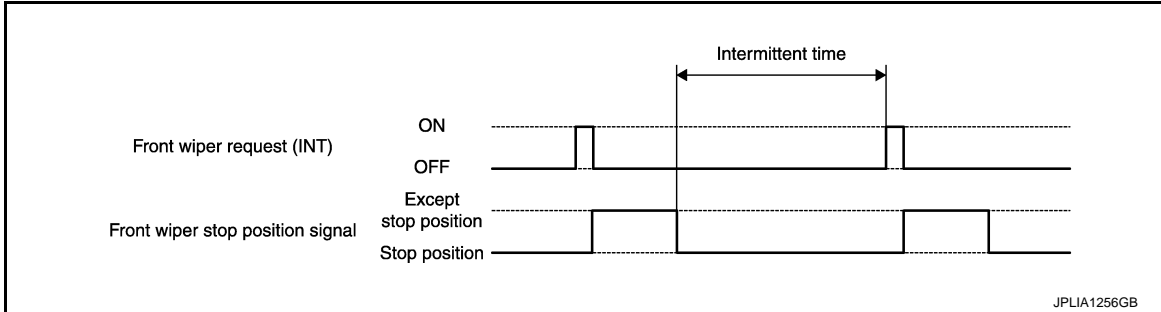 Intermittent time
ON
Front wiper request (INT)
OFF
Except
stop position
Front wiper stop position signal
Stop position
JPLIA1256GB